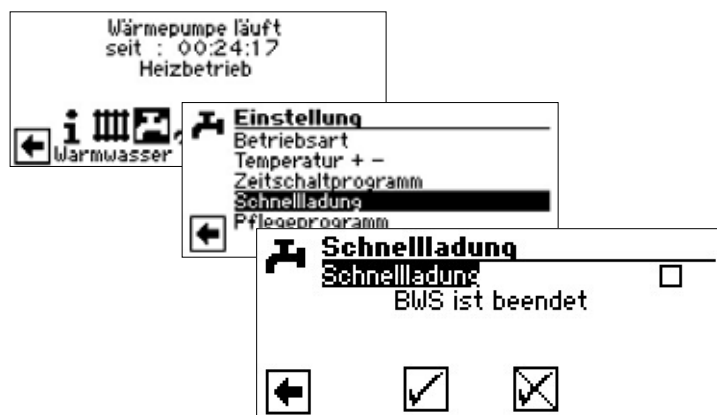 Wärmepumpe läuft
seit : 00:24:17
Heizbetrieb
Warmwasser
Einstellung
Betriebsart
Temperatur + −
Zeitschaltprogramm
Schnellladung
Pflegeprogramm
Schnellladung
Schnellladung
BWS ist beendet